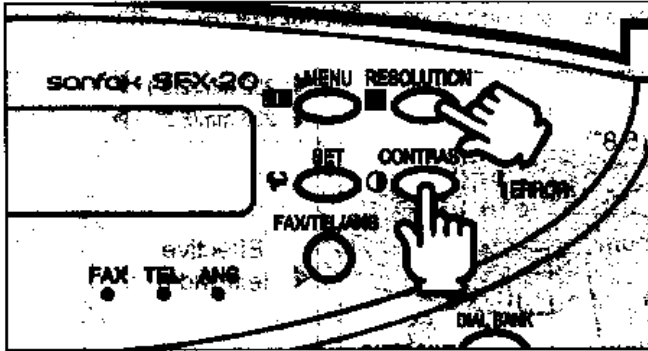 sanfax SFX-20
MENU RESOLUTION
SET CONTRAST
ERROR
FAX/TEL/ANS
FAX TEL ANS
DIAL BANK